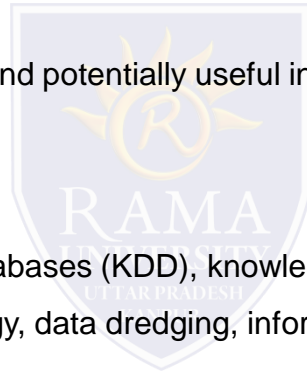 nd potentially useful in
RAMA
UNIVERSITY
UTTAR PRADESH
abases (KDD), knowle
gy, data dredging, infor